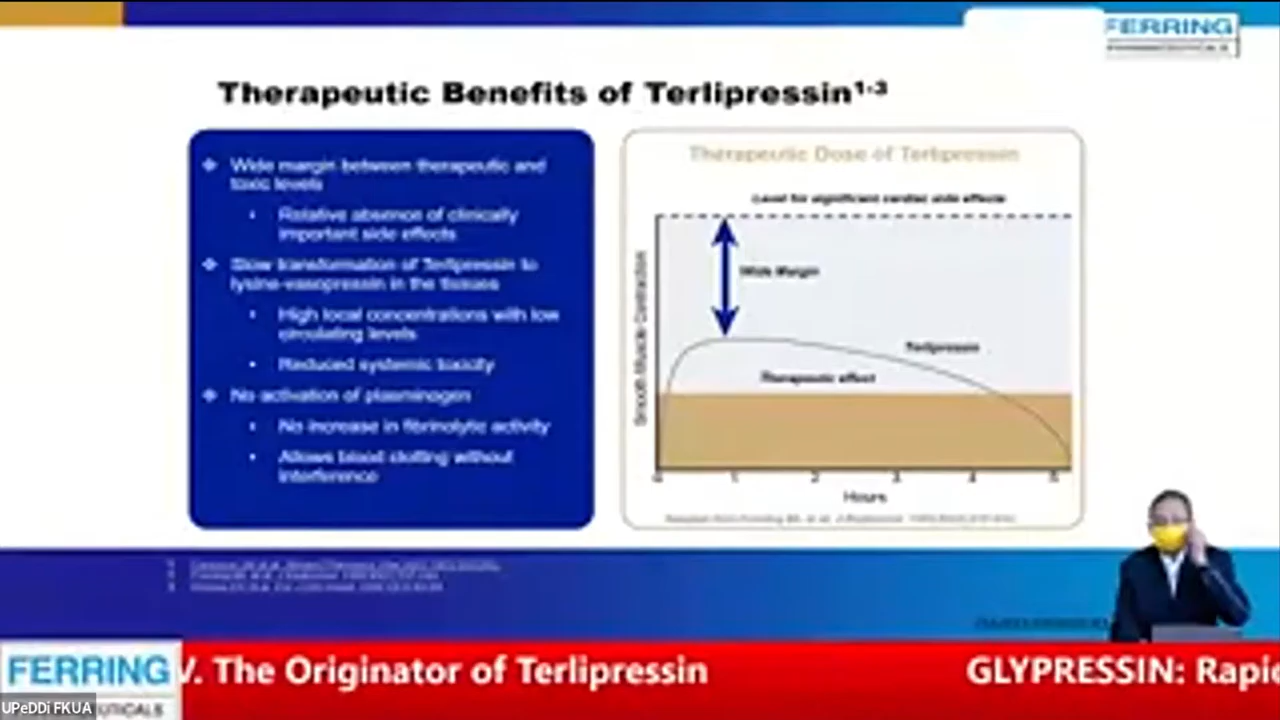 FERRING
PHARMACEUTICALS
Therapeutic Benefits of Terlipressin1-3
Wide margin between therapeutic and
toxic levels
Relative absence of clinically
important side effects
Slow transformation of Terlipressin to
lysine-vasopressin in the tissues
High local concentrations with low
circulating levels
Reduced systemic toxicity
No activation of plasminogen
No increase in fibrinolytic activity
Allows blood clotting without
interference
Therapeutic Dose of Terlipressin
Level for significant cardiac side effects
Smooth Muscle Contraction
Wide Margin
Terlipressin
Therapeutic effect
0 1 2 3 4 5
Hours
FERRING
CEUTICALS
V. The Originator of Terlipressin
GLYPRESSIN: Rapi
UPeDDi FKUA